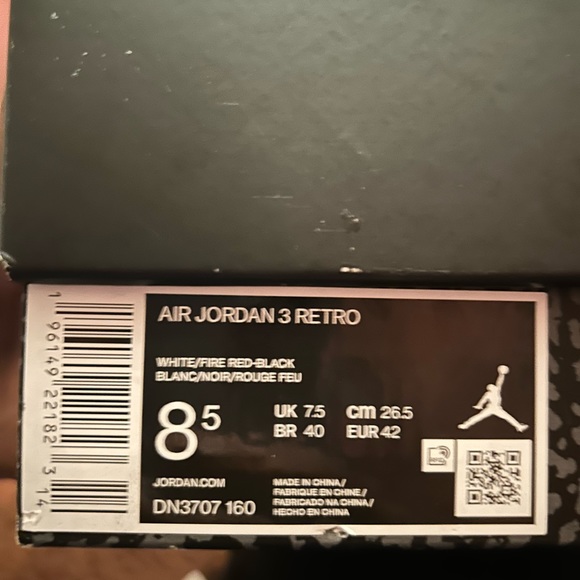 AIR JORDAN 3 RETRO
WHITE/FIRE RED-BLACK
BLANC/NOIR/ROUGE FEU
8 5
UK 7.5 cm 26.5
BR 40 EUR 42
JORDAN.COM
DN3707 160
MADE IN CHINA /
FABRIQUE EN CHINE /
FABRICADO NA CHINA /
HECHO EN CHINA
1 96149 22182 3